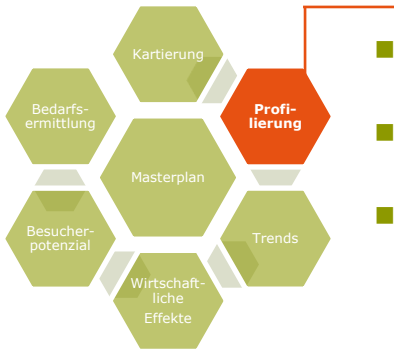 Kartierung
Profi-
lierung
Bedarfs-
ermittlung
Masterplan
Besucher-
potenzial
Trends
Wirtschaft-
liche
Effekte